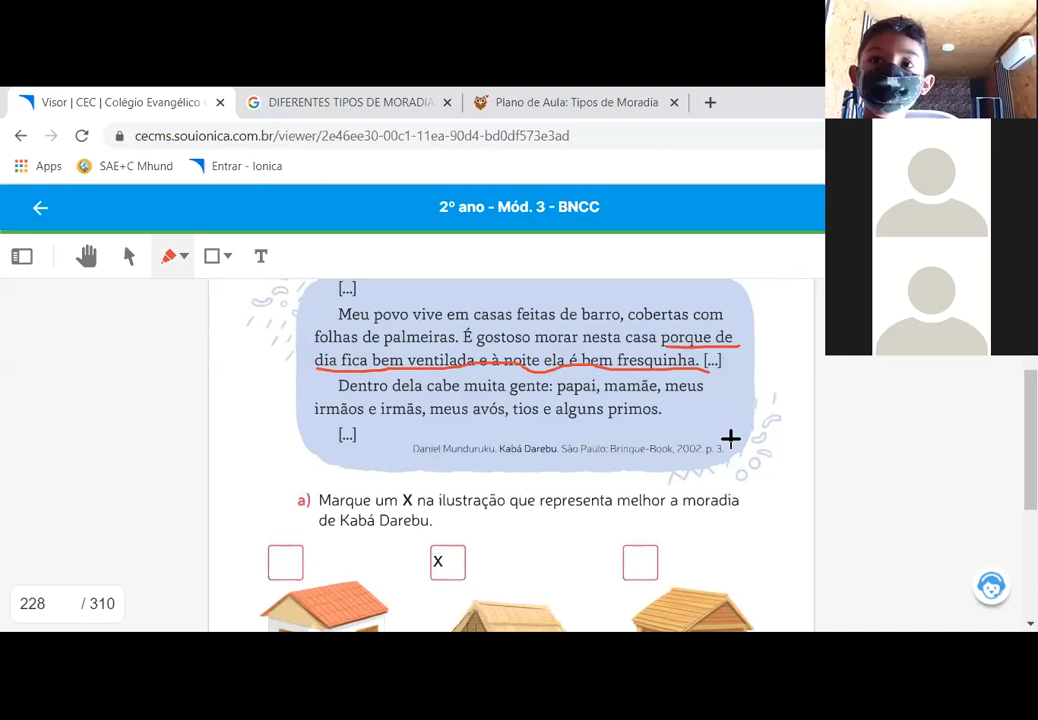 Visor | CEC | Colégio Evangélico
DIFERENTES TIPOS DE MORADIA
Plano de Aula: Tipos de Moradia
cecms.souionica.com.br/viewer/2e46ee30-00c1-11ea-90d4-bd0df573e3ad
Apps
SAE+C Mhund
Entrar - Ionica
2º ano - Mód. 3 - BNCC
T
[...]
Meu povo vive em casas feitas de barro, cobertas com
folhas de palmeiras. É gostoso morar nesta casa porque de
dia fica bem ventilada e à noite ela é bem fresquinha. [...]
Dentro dela cabe muita gente: papai, mamãe, meus
irmãos e irmãs, meus avós, tios e alguns primos.
[...]
Daniel Munduruku. Kabá Darebu. São Paulo: Brinque-Book, 2002. p. 3.
a) Marque um X na ilustração que representa melhor a moradia
de Kabá Darebu.
X
228 / 310